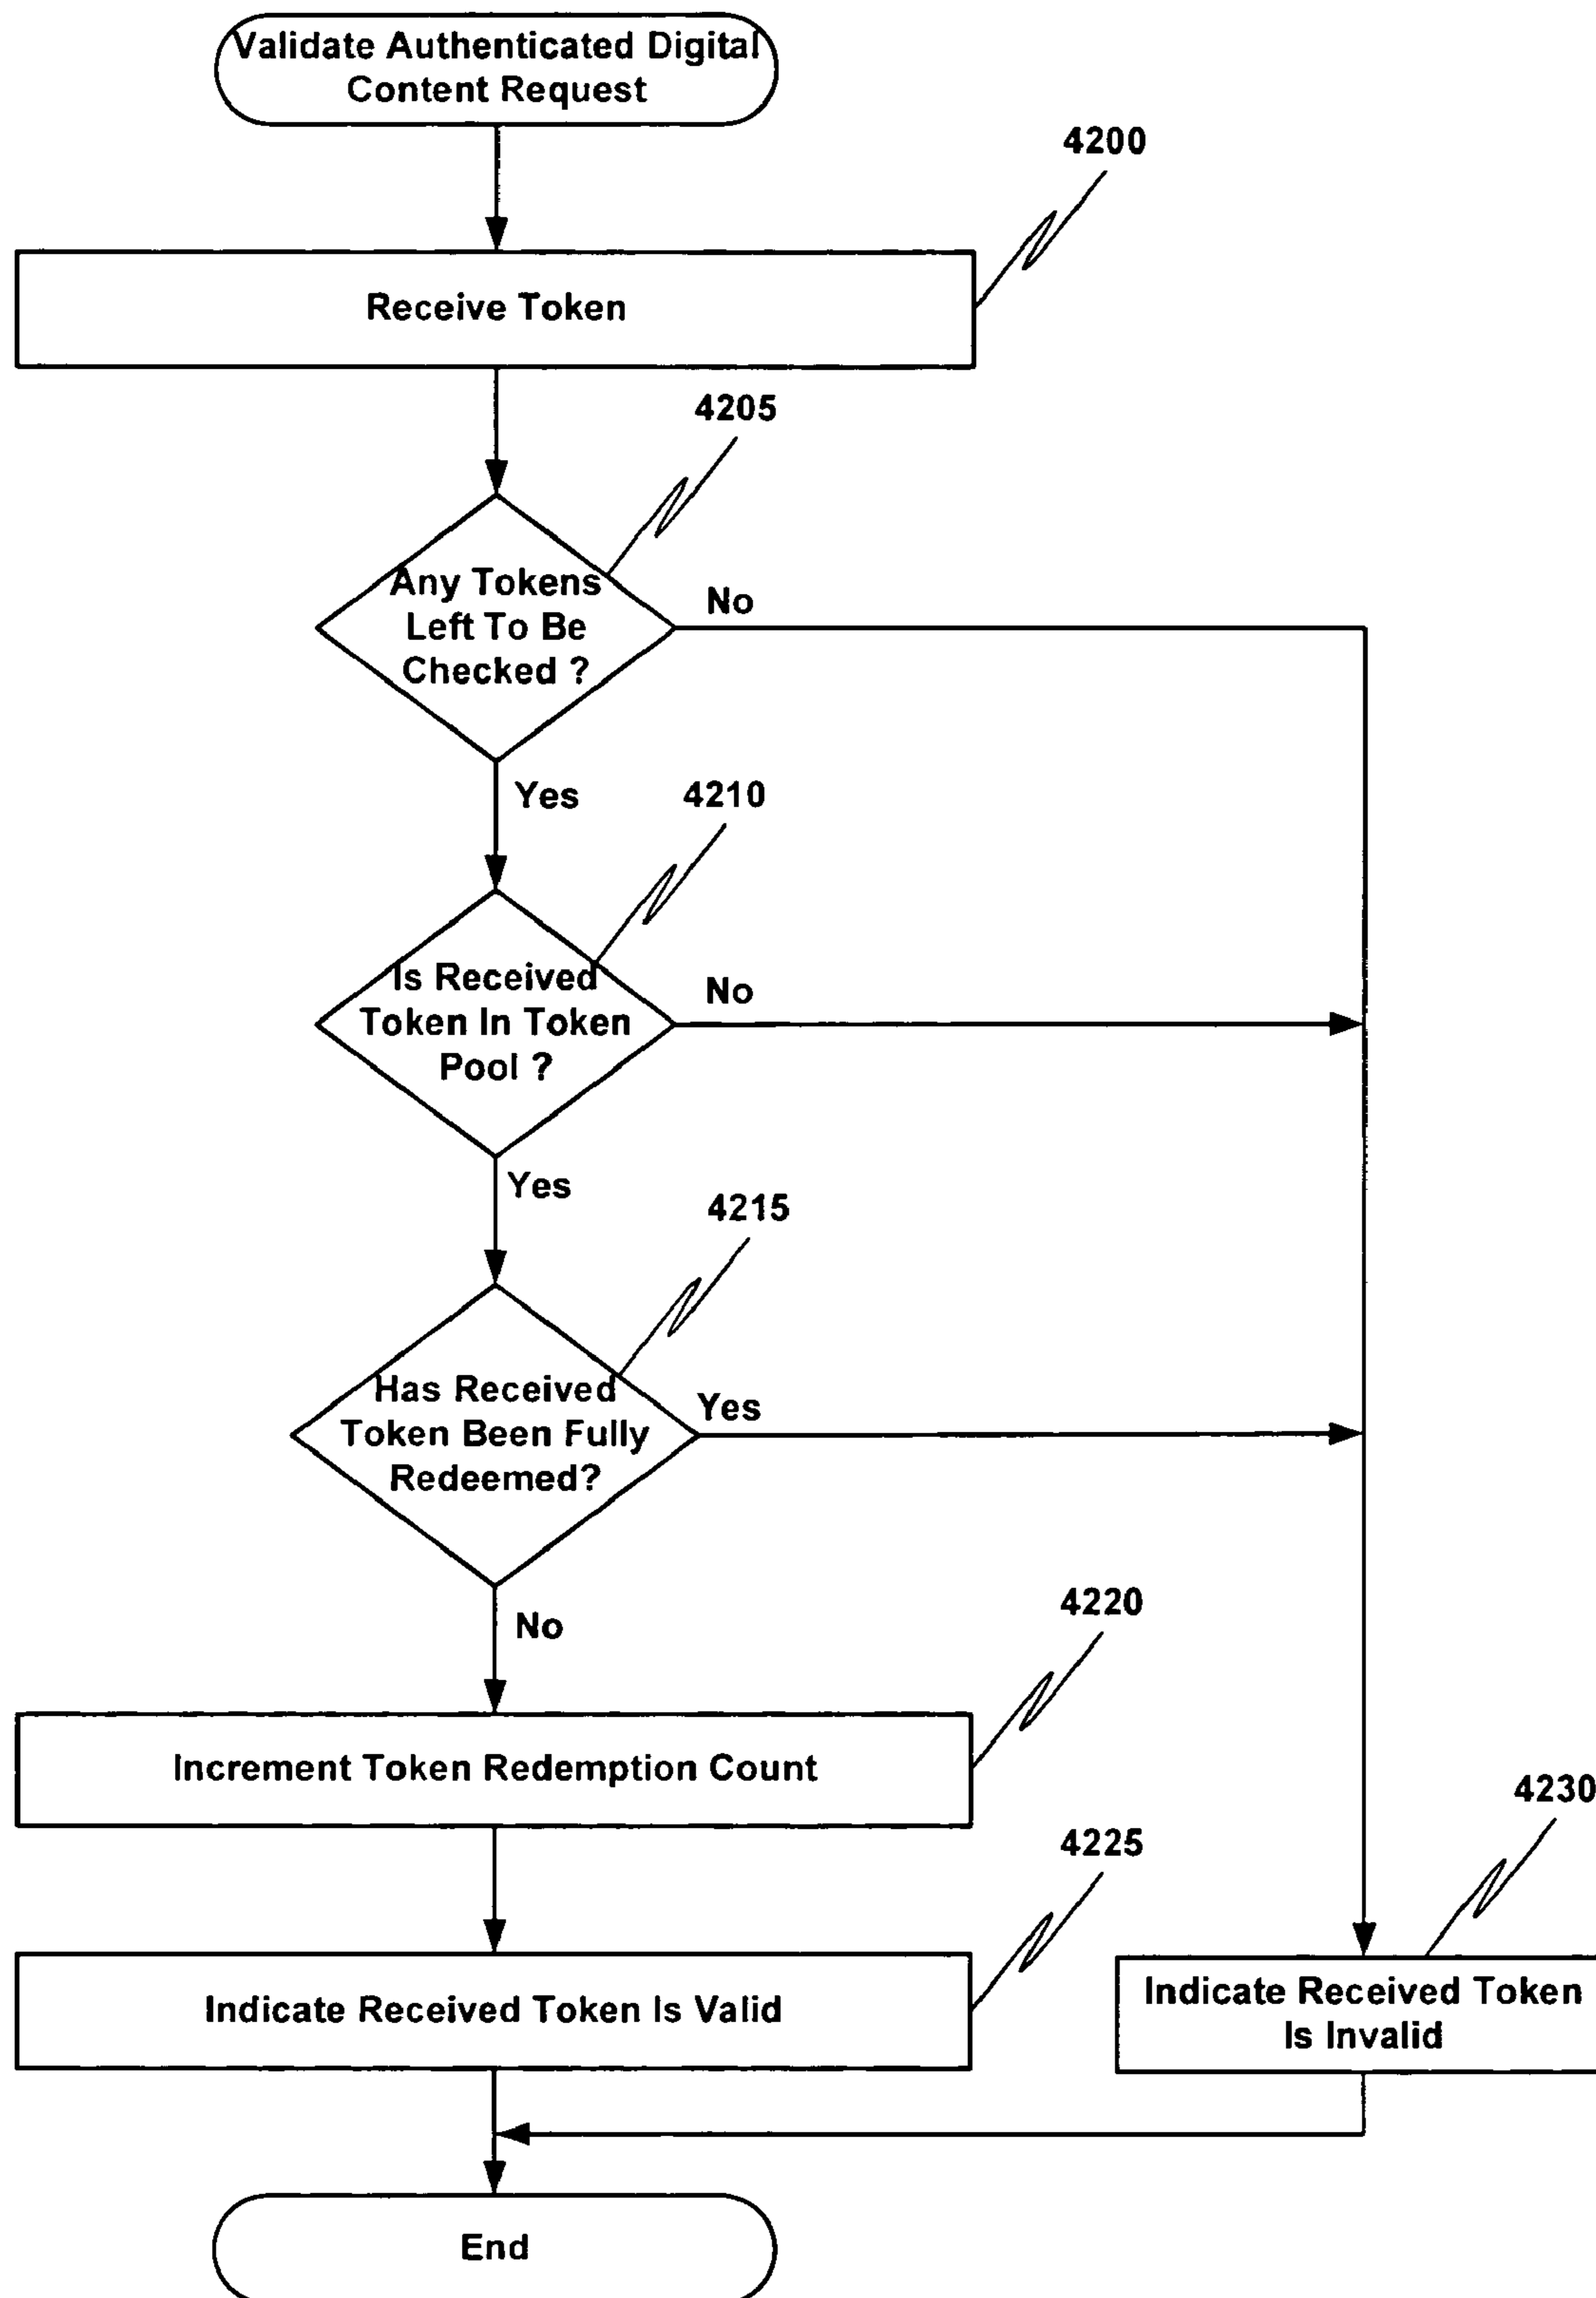 Validate Authenticated Digital
Content Request
4200
Receive Token
4205
Any Tokens
Left To Be
Checked ?
No
Yes
4210
Is Received
Token In Token
Pool ?
No
Yes
4215
Has Received
Token Been Fully
Redeemed?
Yes
No
4220
Increment Token Redemption Count
4230
4225
Indicate Received Token Is Valid
Indicate Received Token
Is Invalid
End